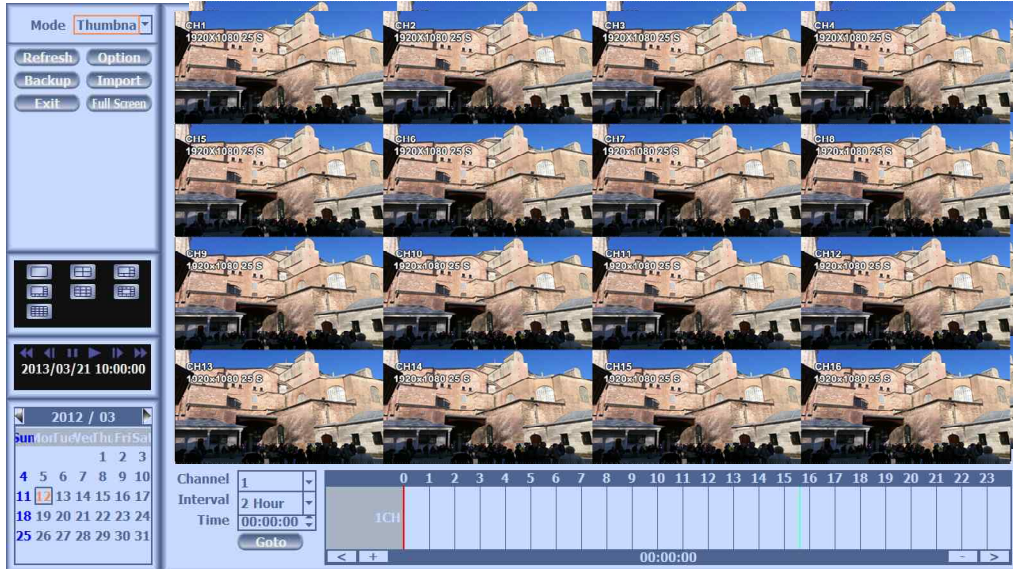 Mode Thumbna
Refresh Option
Backup Import
Exit Full Screen
2013/03/21 10:00:00
2012 / 03
Sun Mon Tue Wed Thu Fri Sat
1 2 3
4 5 6 7 8 9 10
11 12 13 14 15 16 17
18 19 20 21 22 23 24
25 26 27 28 29 30 31
CH1
1920X1080 25 S
CH2
1920X1080 25 S
CH3
1920X1080 25 S
CH4
1920X1080 25 S
CH5
1920X1080 25 S
CH6
1920X1080 25 S
CH7
1920x1080 25 S
CH8
1920x1080 25 S
CH9
1920x1080 25 S
CH10
1920x1080 25 S
CH11
1920x1080 25 S
CH12
1920x1080 25 S
CH13
1920x1080 25 S
CH14
1920x1080 25 S
CH15
1920x1080 25 S
CH16
1920x1080 25 S
Channel 1
Interval 2 Hour
Time 00:00:00
Goto
0 1 2 3 4 5 6 7 8 9 10 11 12 13 14 15 16 17 18 19 20 21 22 23
1CH
< + 00:00:00 - >